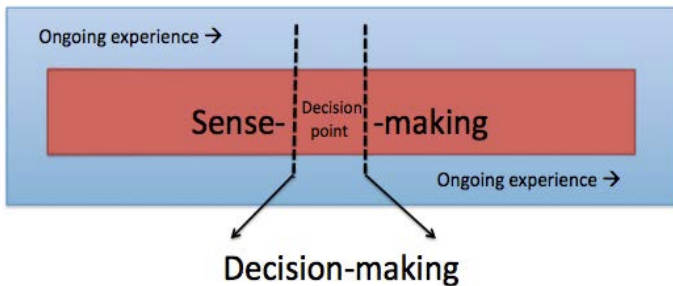 Ongoing experience →
Sense- Decision point -making
Ongoing experience →
Decision-making